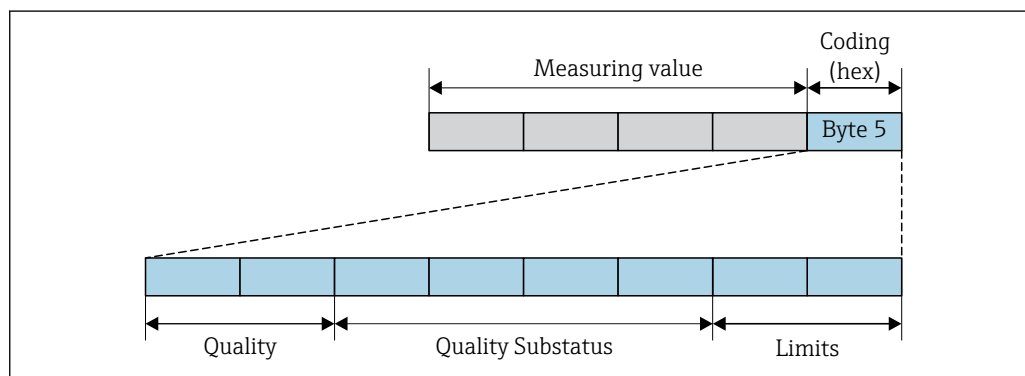 Coding
(hex)
Measuring value
Byte 5
Quality
Quality Substatus
Limits